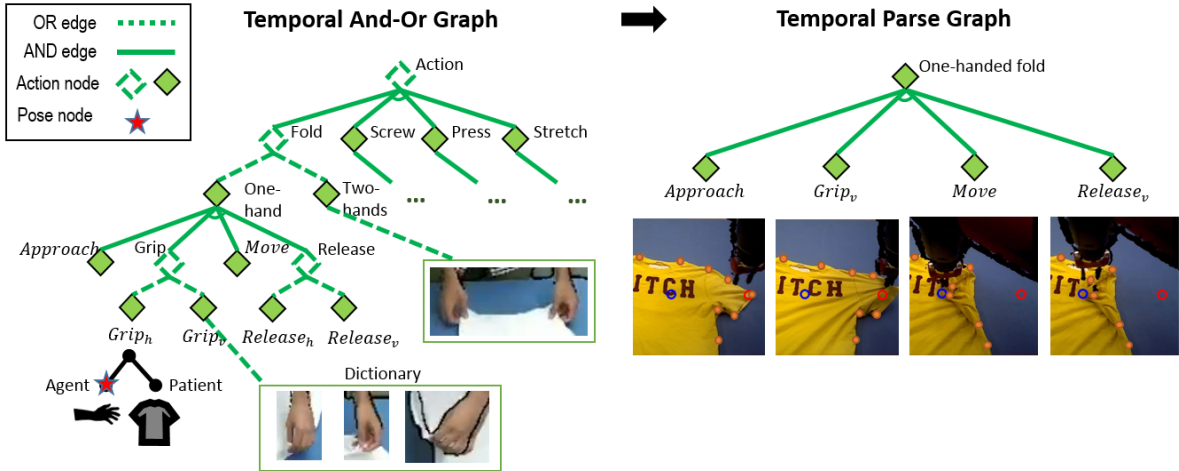 Temporal And-Or Graph
Temporal Parse Graph
OR edge
AND edge
Action node
Pose node
Action
Fold
Screw
Press
Stretch
One-
hand
Two-
hands
...
...
...
Approach
Grip
Move
Release
Grip_h
Grip_v
Release_h
Release_v
Agent
Patient
Dictionary
One-handed fold
Approach
Grip_v
Move
Release_v
ITCH
ITCH
IT
IT